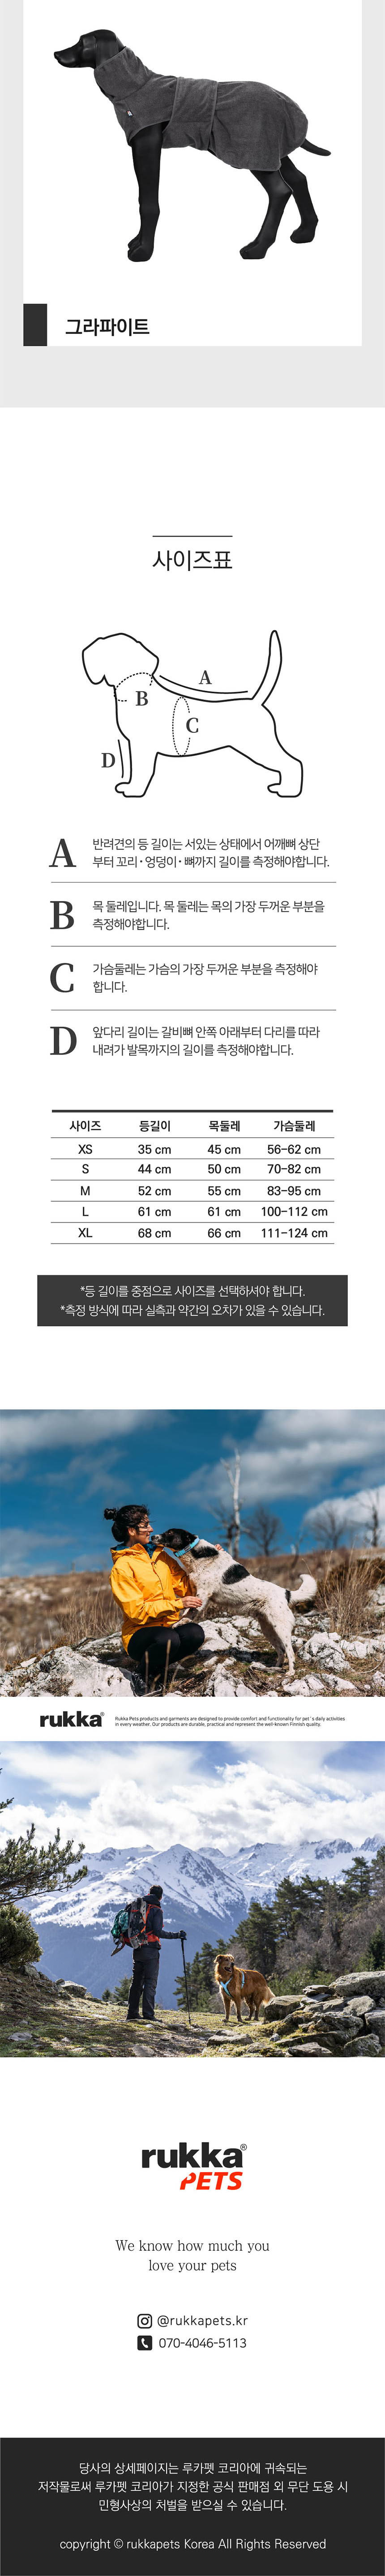 그라파이트
사이즈표
A
B
C
D
A 반려견의 등 길이는 서있는 상태에서 어깨뼈 상단
부터 꼬리·엉덩이·뼈까지 길이를 측정해야합니다.
B 목 둘레입니다. 목 둘레는 목의 가장 두꺼운 부분을
측정해야합니다.
C 가슴둘레는 가슴의 가장 두꺼운 부분을 측정해야
합니다.
D 앞다리 길이는 갈비뼈 안쪽 아래부터 다리를 따라
내려가 발목까지의 길이를 측정해야합니다.
사이즈 등길이 목둘레 가슴둘레
XS 35 cm 45 cm 56-62 cm
S 44 cm 50 cm 70-82 cm
M 52 cm 55 cm 83-95 cm
L 61 cm 61 cm 100-112 cm
XL 68 cm 66 cm 111-124 cm
*등 길이를 중점으로 사이즈를 선택하셔야 합니다.
*측정 방식에 따라 실측과 약간의 오차가 있을 수 있습니다.
rukka®
Rukka Pets products and garments are designed to provide comfort and functionality for pet`s daily activities
in every weather. Our products are durable, practical and represent the well-known Finnish quality.
rukka®
PETS
We know how much you
love your pets
@rukkapets.kr
070-4046-5113
당사의 상세페이지는 루카펫 코리아에 귀속되는
저작물로써 루카펫 코리아가 지정한 공식 판매점 외 무단 도용 시
민형사상의 처벌을 받으실 수 있습니다.
copyright © rukkapets Korea All Rights Reserved